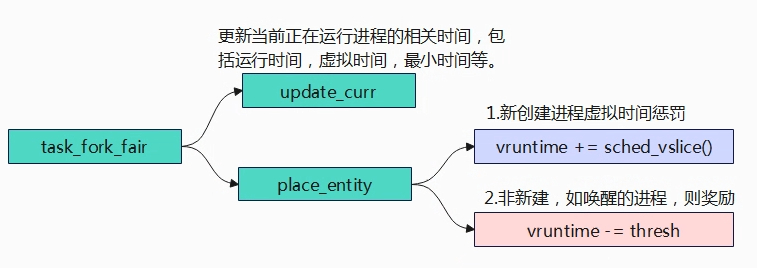 更新当前正在运行进程的相关时间，包
括运行时间，虚拟时间，最小时间等。
update_curr
task_fork_fair
place_entity
1.新创建进程虚拟时间惩罚
vruntime += sched_vslice()
2.非新建，如唤醒的进程，则奖励
vruntime -= thresh